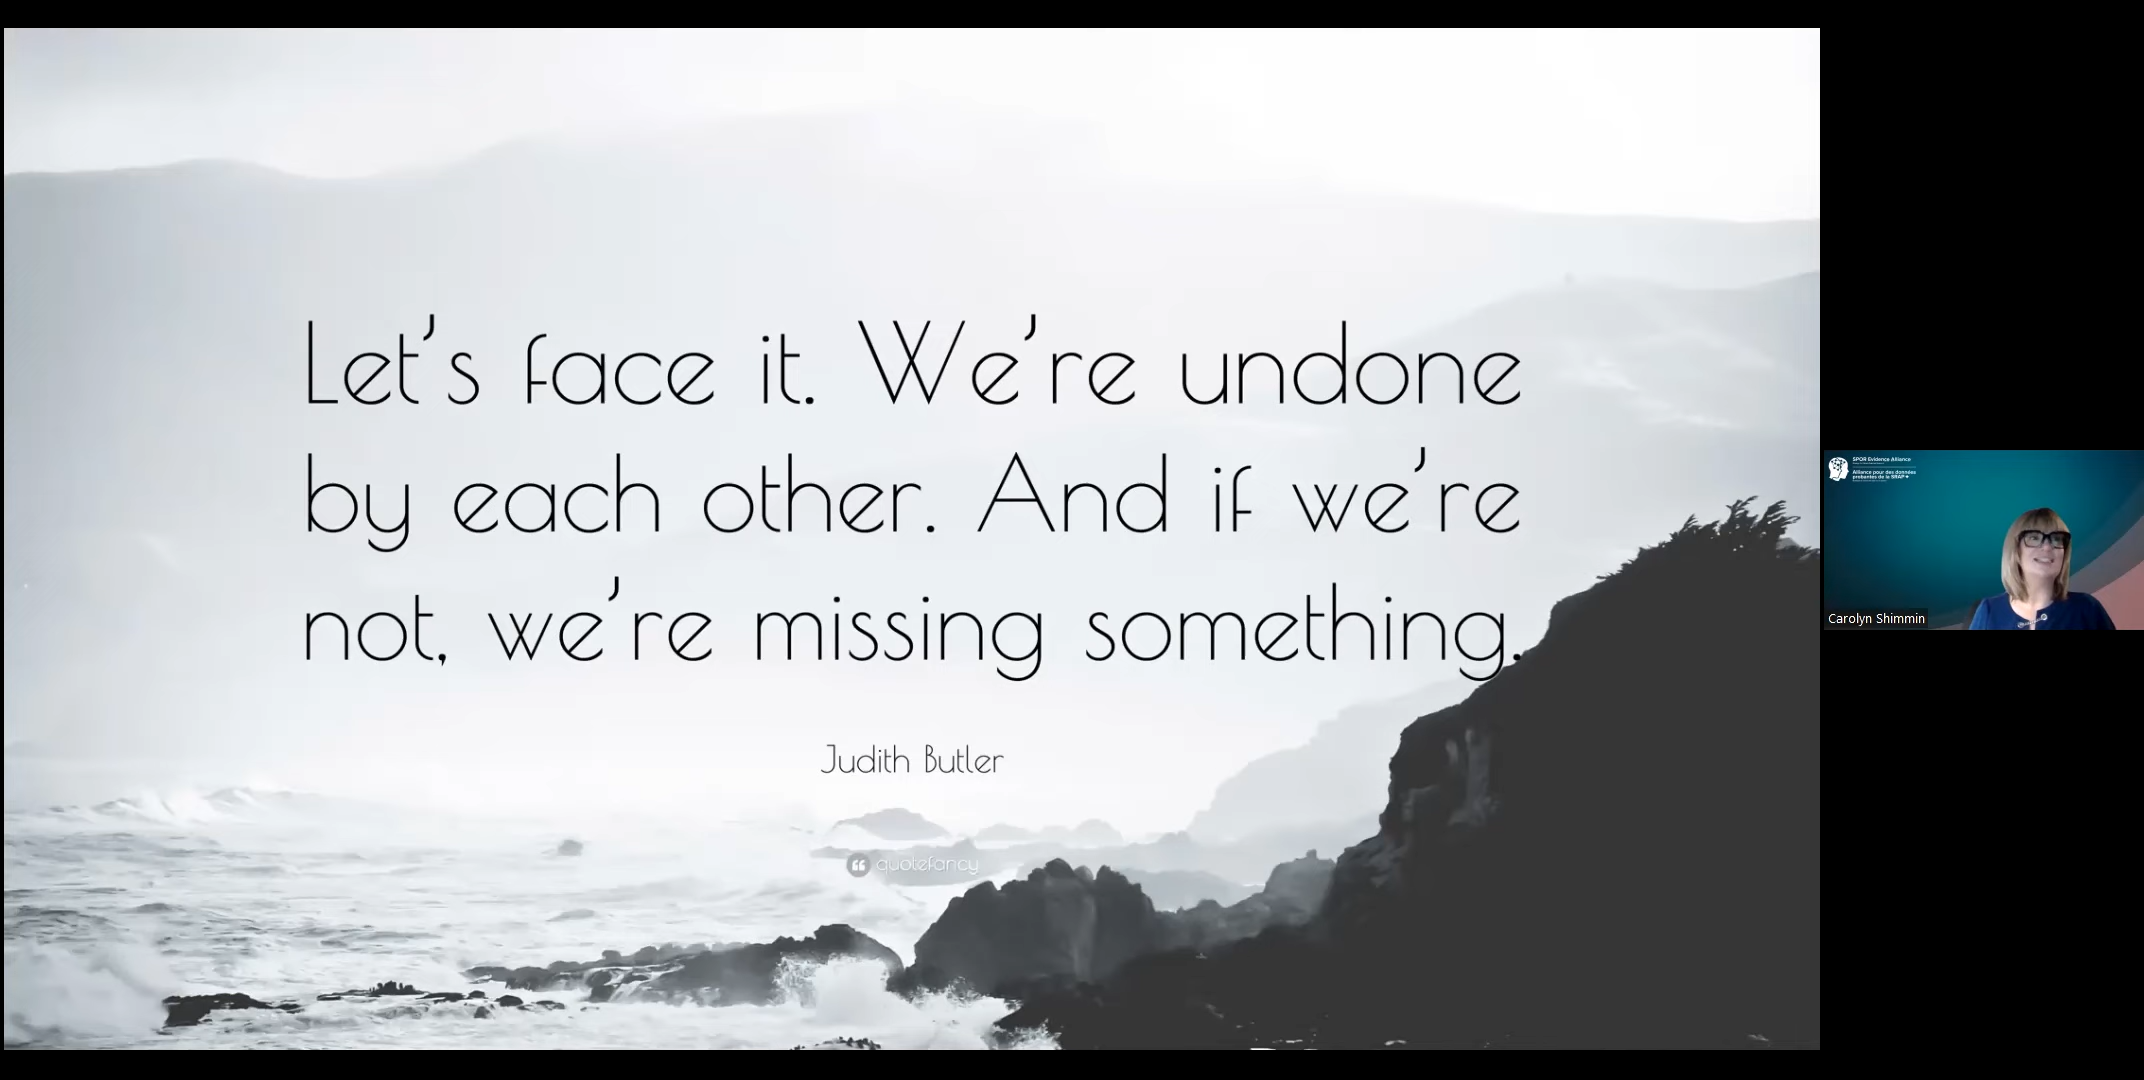 Let's face it. We're undone
by each other. And if we're
not, we're missing something.
Judith Butler
quotefancy
SPOR Evidence Alliance
Alliance pour des données
probantes de la SRAP
Carolyn Shimmin